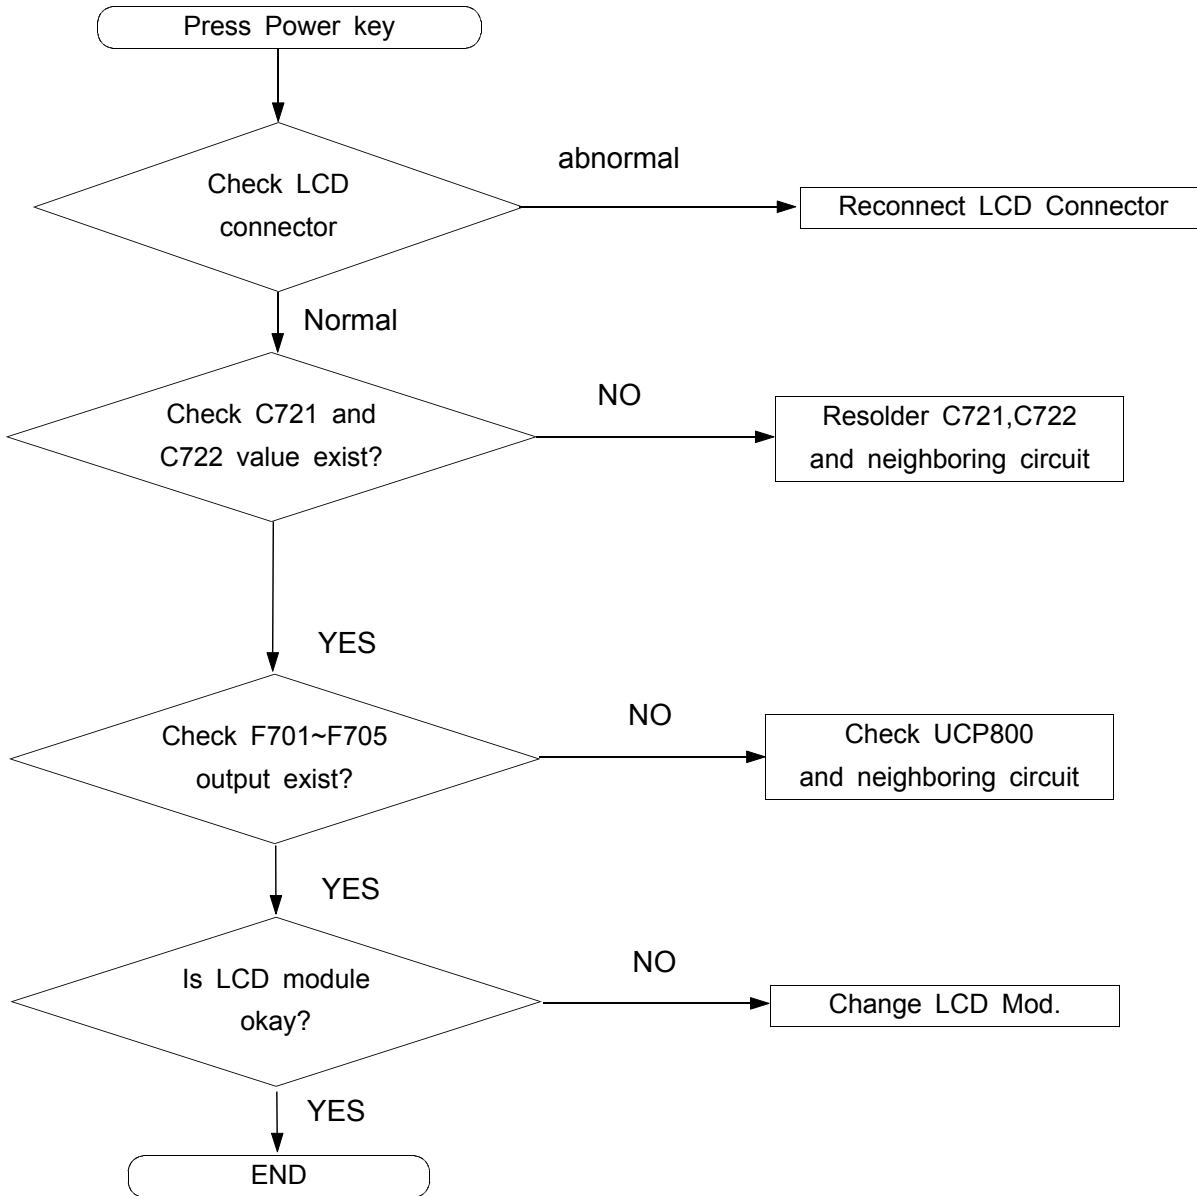 Press Power key
Check LCD
connector
abnormal
Reconnect LCD Connector
Normal
Check C721 and
C722 value exist?
NO
Resolder C721,C722
and neighboring circuit
YES
Check F701~F705
output exist?
NO
Check UCP800
and neighboring circuit
YES
Is LCD module
okay?
NO
Change LCD Mod.
YES
END